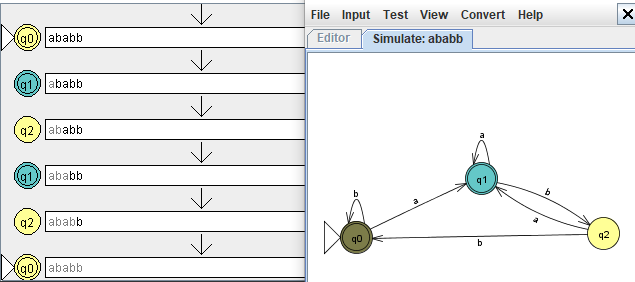 File Input Test View Convert Help
Editor Simulate: ababb
q0 ababb
q1 ababb
q2 ababb
q1 ababb
q2 ababb
q0 ababb
a
q1
b
b
a
a
q2
q0
b